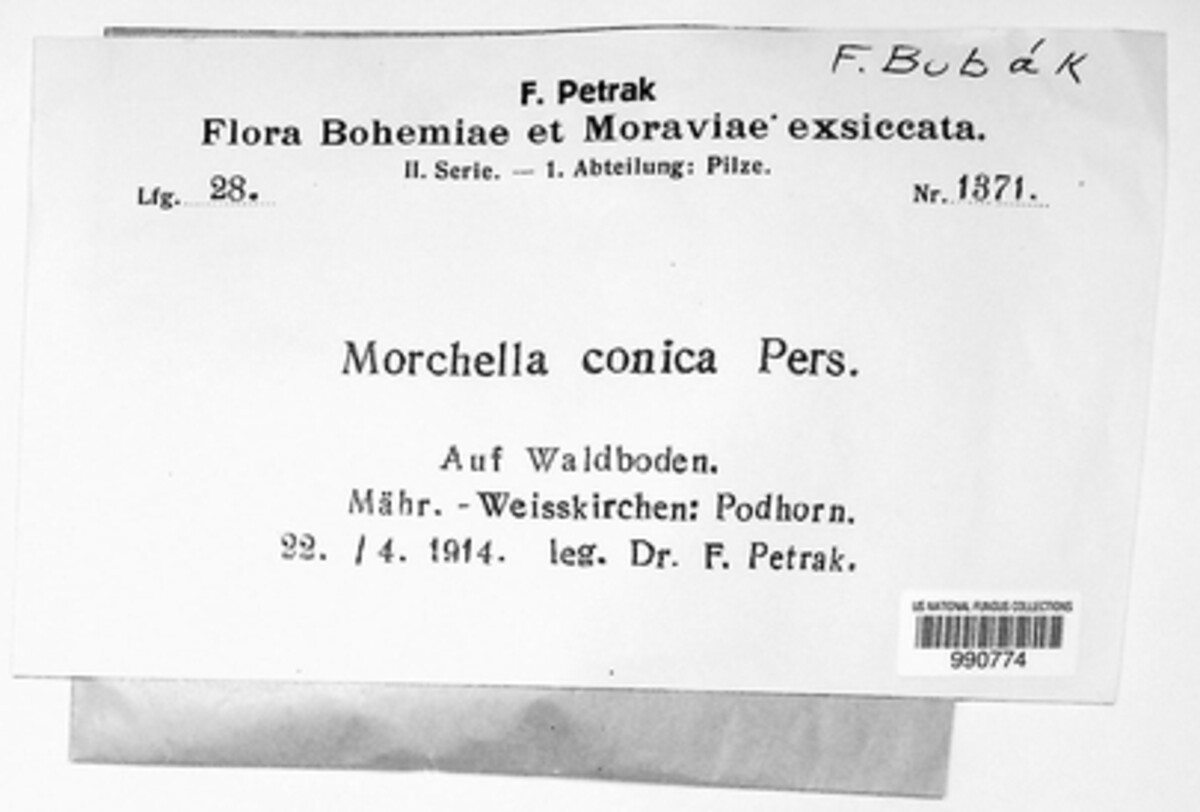 F. Bubák
F. Petrak
Flora Bohemiae et Moraviae exsiccata.
II. Serie. — 1. Abteilung: Pilze.
Lfg. 28. Nr. 1371.
Morchella conica Pers.
Auf Waldboden.
Mähr. - Weisskirchen: Podhorn.
22. /4. 1914. leg. Dr. F. Petrak.
US NATIONAL FUNGUS COLLECTIONS
990774